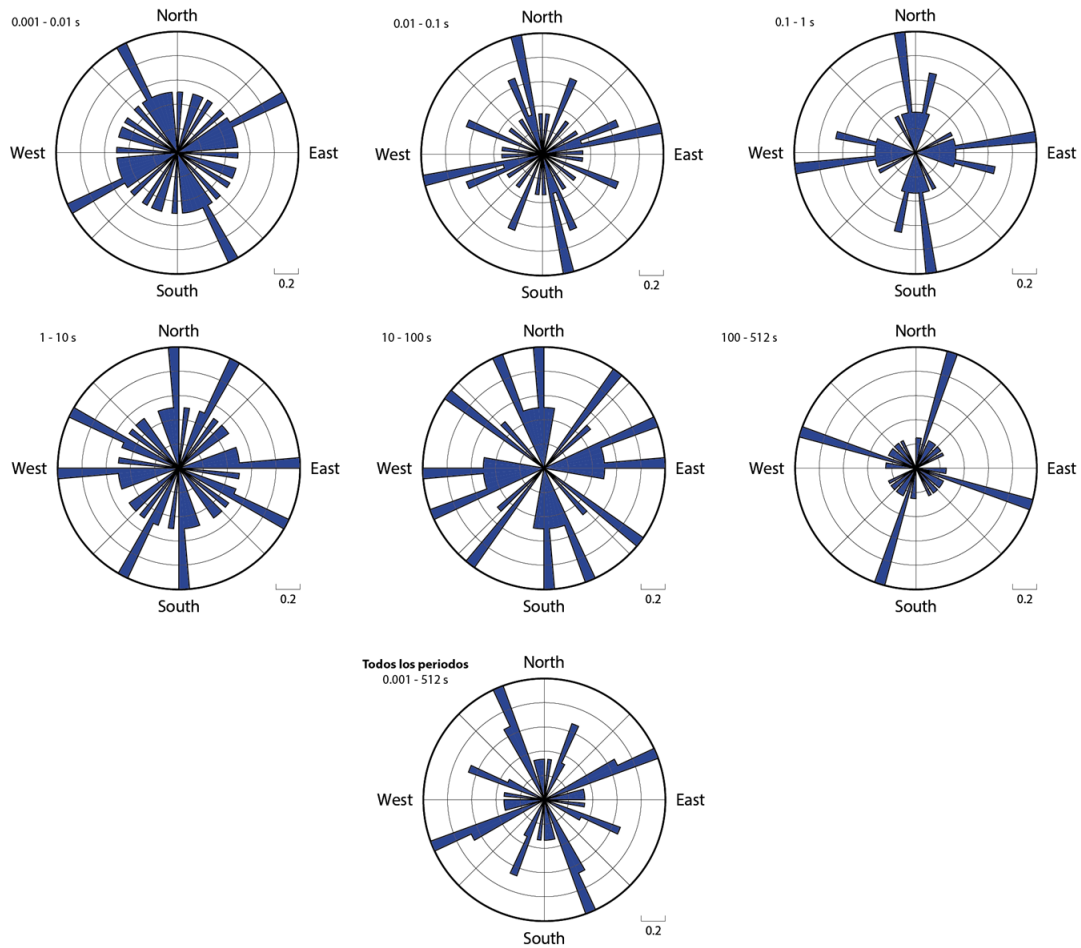 0.001 - 0.01 s
North
West
East
South
0.2
0.01 - 0.1 s
North
West
East
South
0.2
0.1 - 1 s
North
West
East
South
0.2
1 - 10 s
North
West
East
South
0.2
10 - 100 s
North
West
East
South
0.2
100 - 512 s
North
West
East
South
0.2
Todos los periodos
0.001 - 512 s
North
West
East
South
0.2